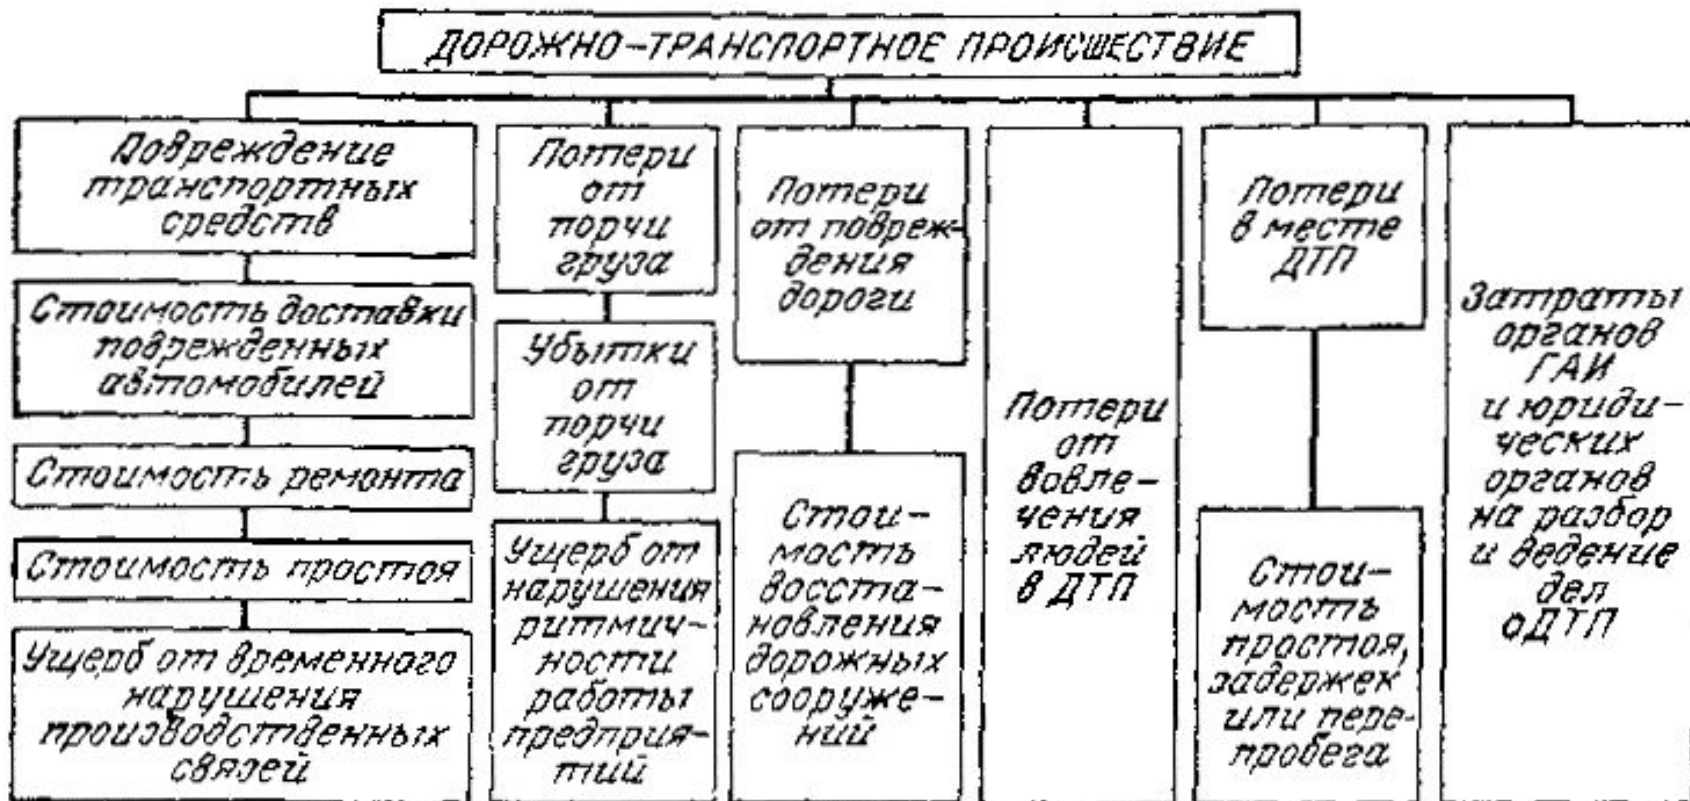 ДОРОЖНО-ТРАНСПОРТНОЕ ПРОИСШЕСТВИЕ
Повреждение
транспортных
средств
Стоимость доставки
поврежденных
автомобилей
Стоимость ремонта
Стоимость простоя
Ущерб от временного
нарушения
производственных
связей
Потери
от
порчи
груза
Убытки
от
порчи
груза
Ущерб от
нарушения
ритмич-
ности
работы
предприя-
тий
Потери
от повреж-
дения
дороги
Стои-
мость
восста-
новления
дорожных
сооруже-
ний
Потери
от
вовле-
чения
людей
в ДТП
Потери
в месте
ДТП
Стои-
мость
простоя,
задержек
или пере-
пробега
Затраты
органов
ГАИ
и юриди-
ческих
органов
на разбор
и ведение
дел
о ДТП